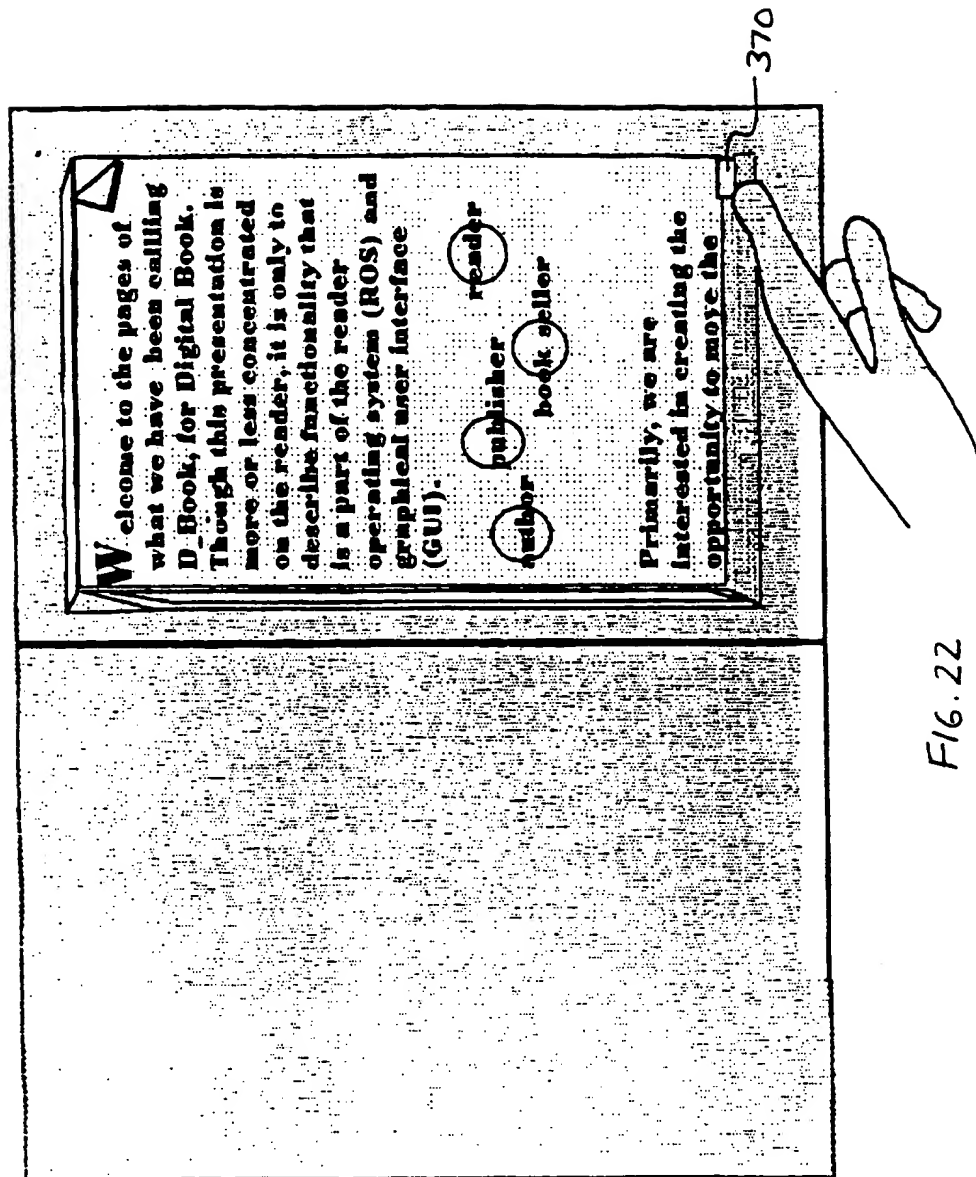 Welcome to the pages of
what we have been calling
D_Book, for Digital Book.
Though this presentation is
more or less concentrated
on the reader, it is only to
describe functionality that
is a part of the reader
operating system (ROS) and
graphical user interface
(GUI).
author
publisher
book seller
reader
Primarily, we are
interested in creating the
opportunity to move the
370
FIG. 22